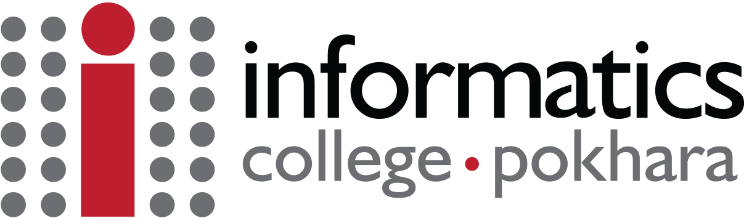 informatics
college • pokhara